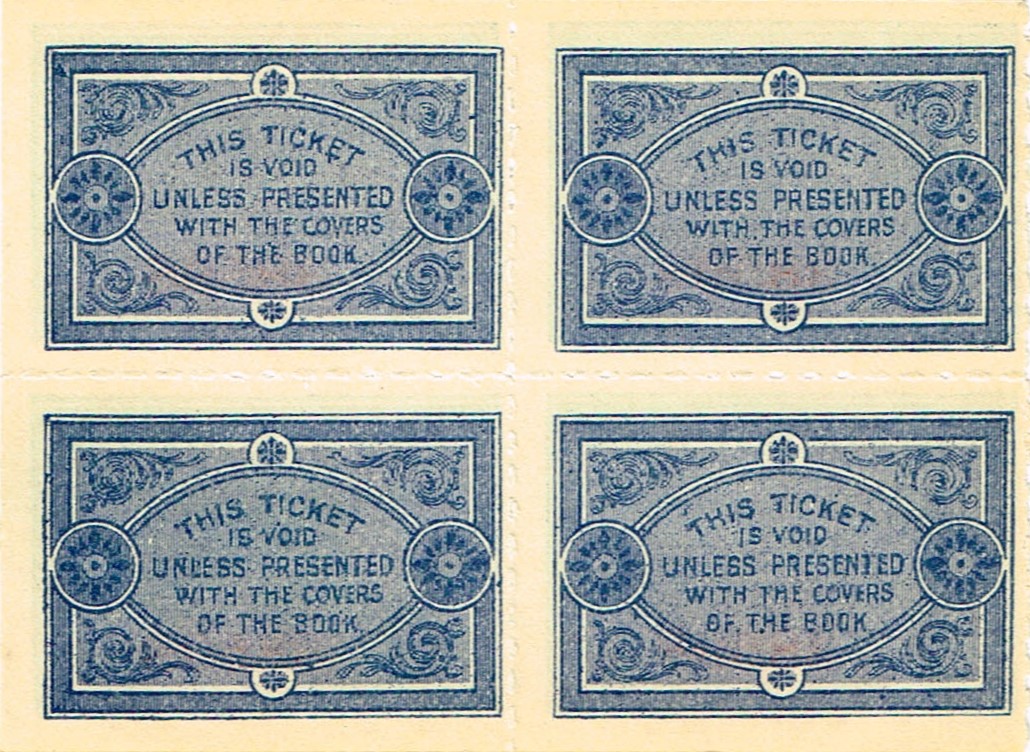 THIS TICKET
IS VOID
UNLESS PRESENTED
WITH THE COVERS
OF THE BOOK.
THIS TICKET
IS VOID
UNLESS PRESENTED
WITH THE COVERS
OF THE BOOK.
THIS TICKET
IS VOID
UNLESS PRESENTED
WITH THE COVERS
OF THE BOOK.
THIS TICKET
IS VOID
UNLESS PRESENTED
WITH THE COVERS
OF THE BOOK.